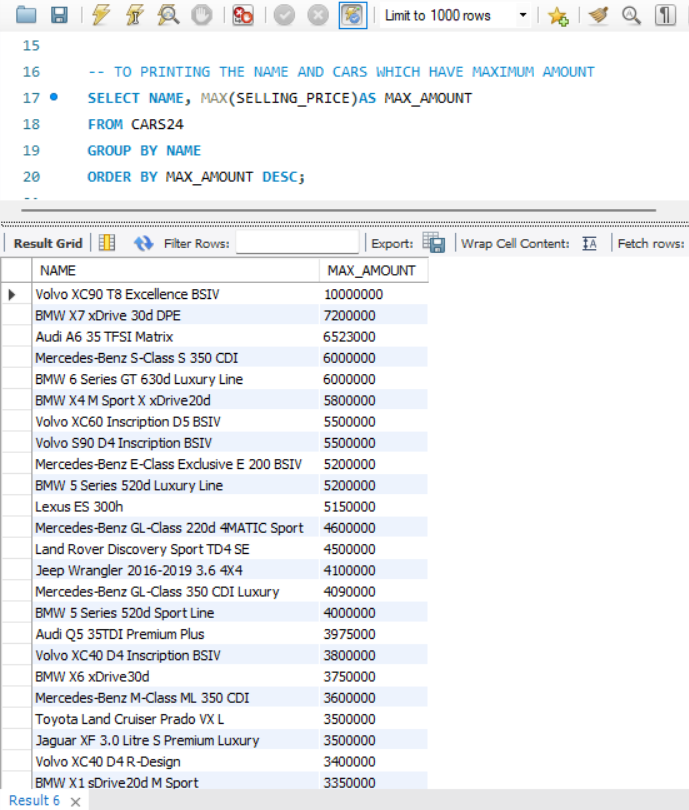 Limit to 1000 rows
15
16 -- TO PRINTING THE NAME AND CARS WHICH HAVE MAXIMUM AMOUNT
17 SELECT NAME, MAX(SELLING_PRICE)AS MAX_AMOUNT
18 FROM CARS24
19 GROUP BY NAME
20 ORDER BY MAX_AMOUNT DESC;
Result Grid Filter Rows: Export: Wrap Cell Content: Fetch rows:
NAME MAX_AMOUNT
Volvo XC90 T8 Excellence BSIV 10000000
BMW X7 xDrive 30d DPE 7200000
Audi A6 35 TFSI Matrix 6523000
Mercedes-Benz S-Class S 350 CDI 6000000
BMW 6 Series GT 630d Luxury Line 6000000
BMW X4 M Sport X xDrive20d 5800000
Volvo XC60 Inscription D5 BSIV 5500000
Volvo S90 D4 Inscription BSIV 5500000
Mercedes-Benz E-Class Exclusive E 200 BSIV 5200000
BMW 5 Series 520d Luxury Line 5200000
Lexus ES 300h 5150000
Mercedes-Benz GL-Class 220d 4MATIC Sport 4600000
Land Rover Discovery Sport TD4 SE 4500000
Jeep Wrangler 2016-2019 3.6 4X4 4100000
Mercedes-Benz GL-Class 350 CDI Luxury 4090000
BMW 5 Series 520d Sport Line 4000000
Audi Q5 35TDI Premium Plus 3975000
Volvo XC40 D4 Inscription BSIV 3800000
BMW X6 xDrive30d 3750000
Mercedes-Benz M-Class ML 350 CDI 3600000
Toyota Land Cruiser Prado VX L 3500000
Jaguar XF 3.0 Litre S Premium Luxury 3500000
Volvo XC40 D4 R-Design 3400000
BMW X1 sDrive20d M Sport 3350000
Result 6